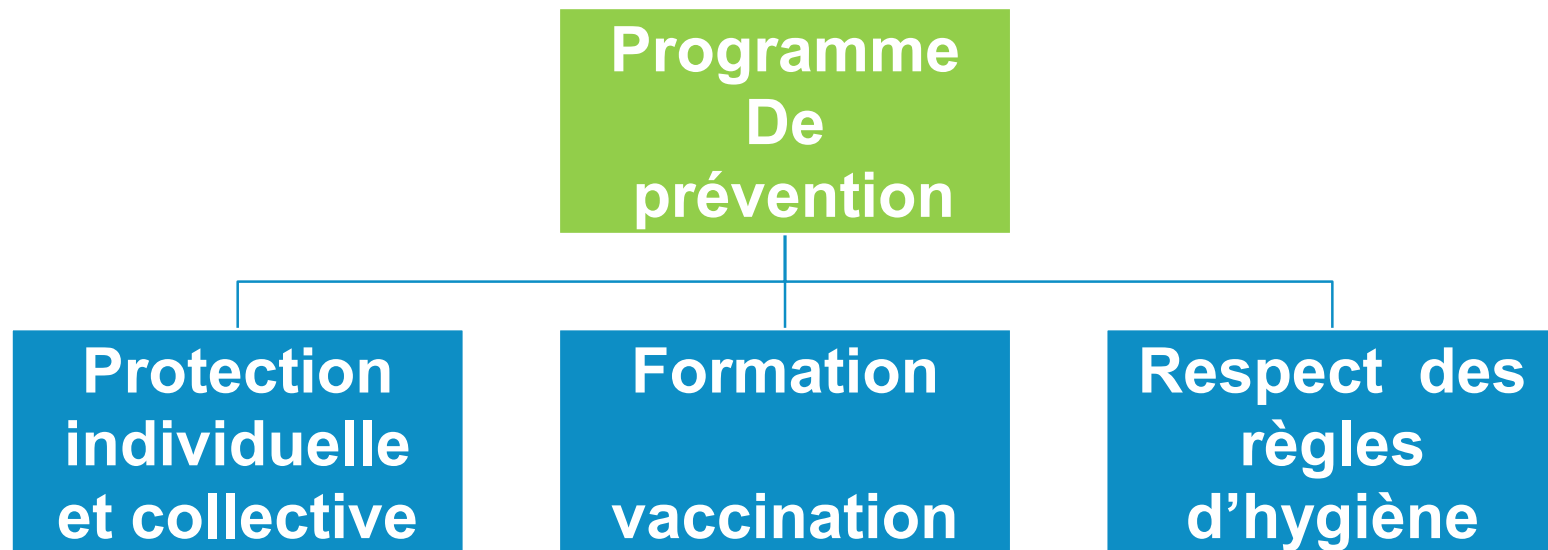 Programme
De
prévention
Protection
individuelle
et collective
Formation
vaccination
Respect des
règles
d’hygiène